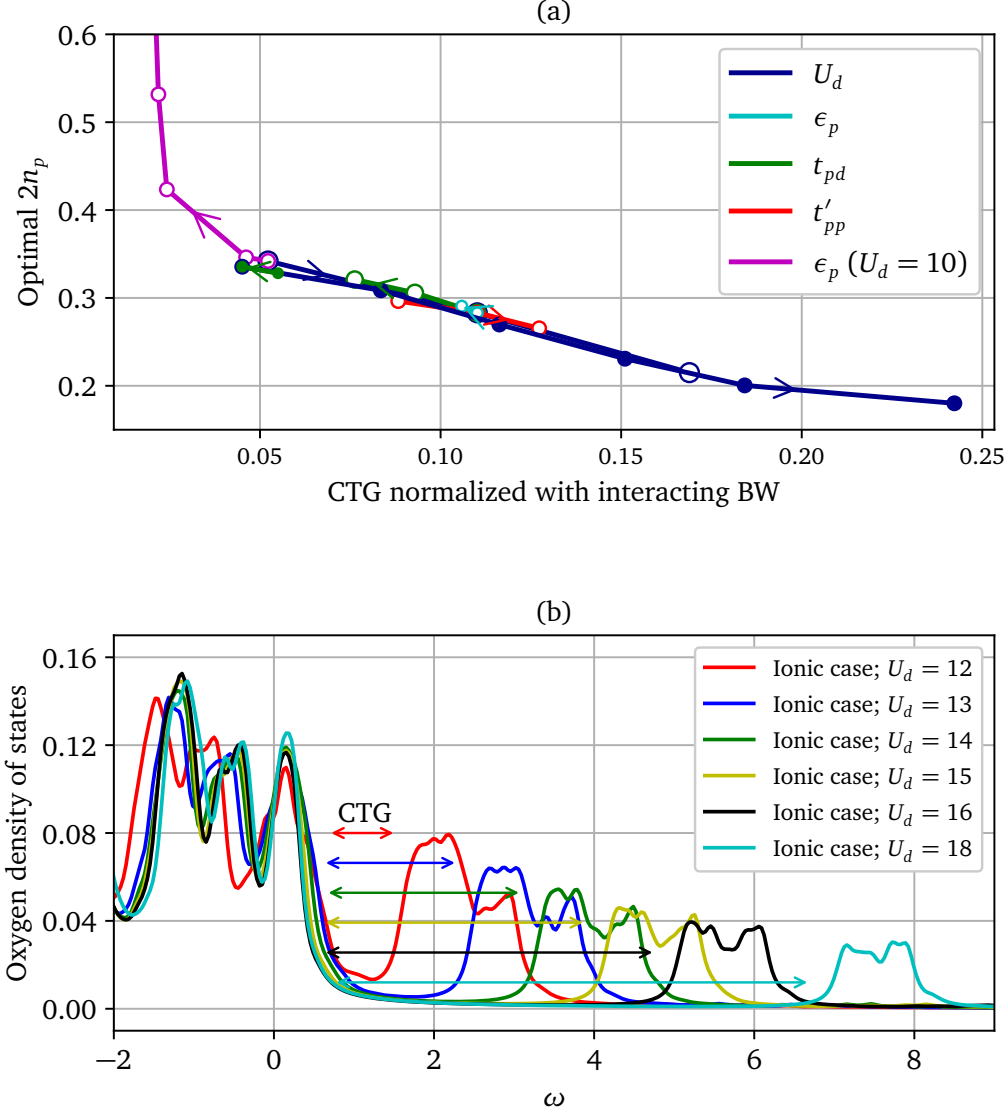 (a)
Optimal 2n_p
0.6
0.5
0.4
0.3
0.2
U_d
ϵ_p
t_pd
t′_pp
ϵ_p (U_d = 10)
0.05 0.10 0.15 0.20 0.25
CTG normalized with interacting BW
(b)
Oxygen density of states
0.16
0.12
0.08
0.04
0.00
Ionic case; U_d = 12
Ionic case; U_d = 13
Ionic case; U_d = 14
Ionic case; U_d = 15
Ionic case; U_d = 16
Ionic case; U_d = 18
CTG
−2 0 2 4 6 8
ω